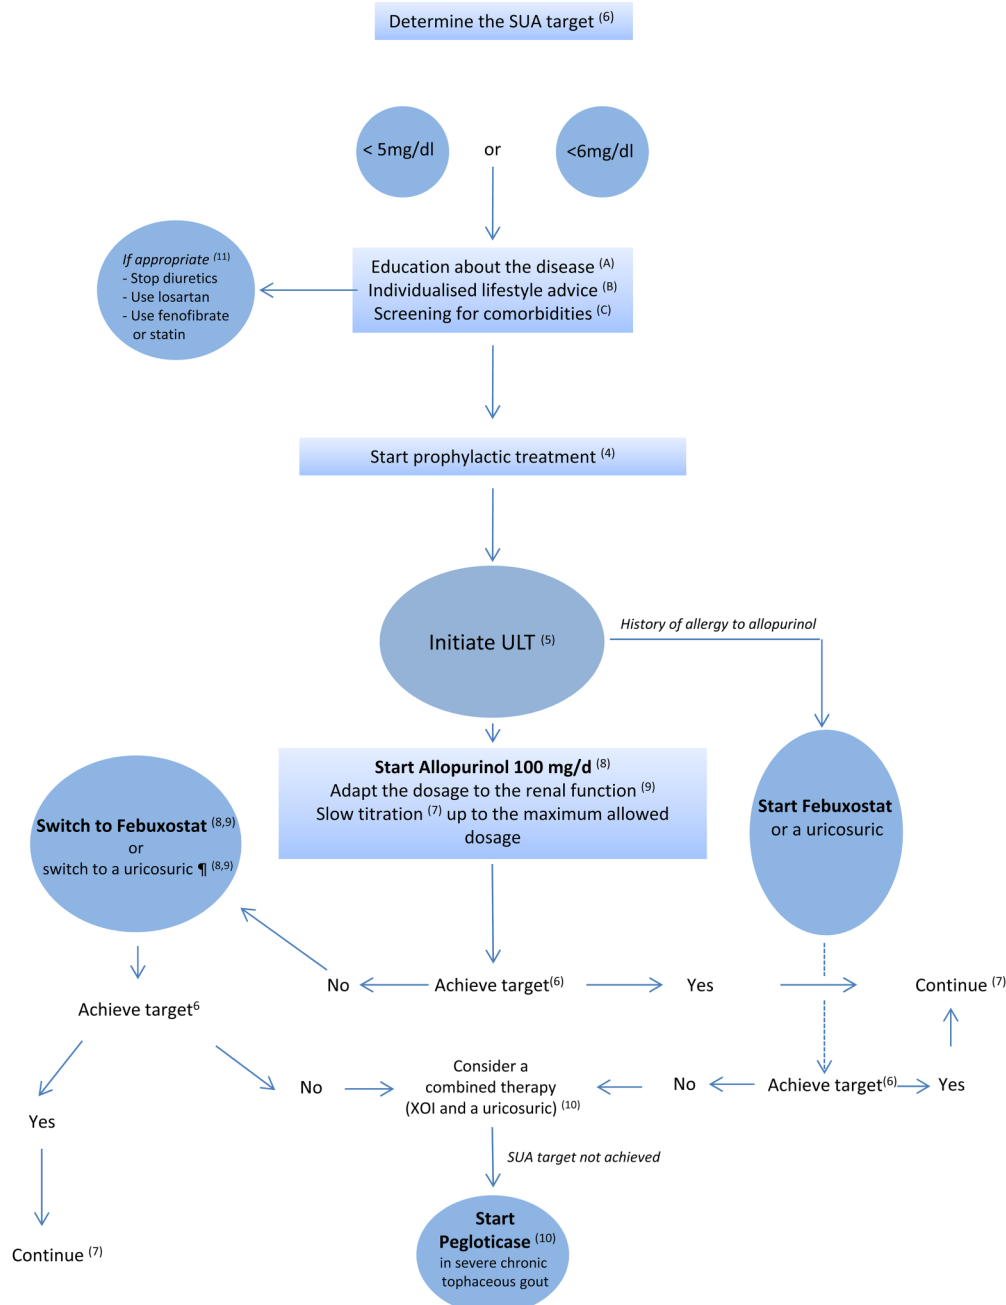 Determine the SUA target (6)
< 5mg/dl or <6mg/dl
If appropriate (11)
- Stop diuretics
- Use losartan
- Use fenofibrate
or statin
Education about the disease (A)
Individualised lifestyle advice (B)
Screening for comorbidities (C)
Start prophylactic treatment (4)
Initiate ULT (5)
History of allergy to allopurinol
Start Allopurinol 100 mg/d (8)
Adapt the dosage to the renal function (9)
Slow titration (7) up to the maximum allowed
dosage
Switch to Febuxostat (8,9)
or
switch to a uricosuric ¶ (8,9)
Start Febuxostat
or a uricosuric
No Achieve target(6) Yes Continue (7)
Achieve target6
No Consider a
combined therapy
(XOI and a uricosuric) (10)
No Achieve target(6) Yes
Yes
SUA target not achieved
Continue (7)
Start
Pegloticase (10)
in severe chronic
tophaceous gout